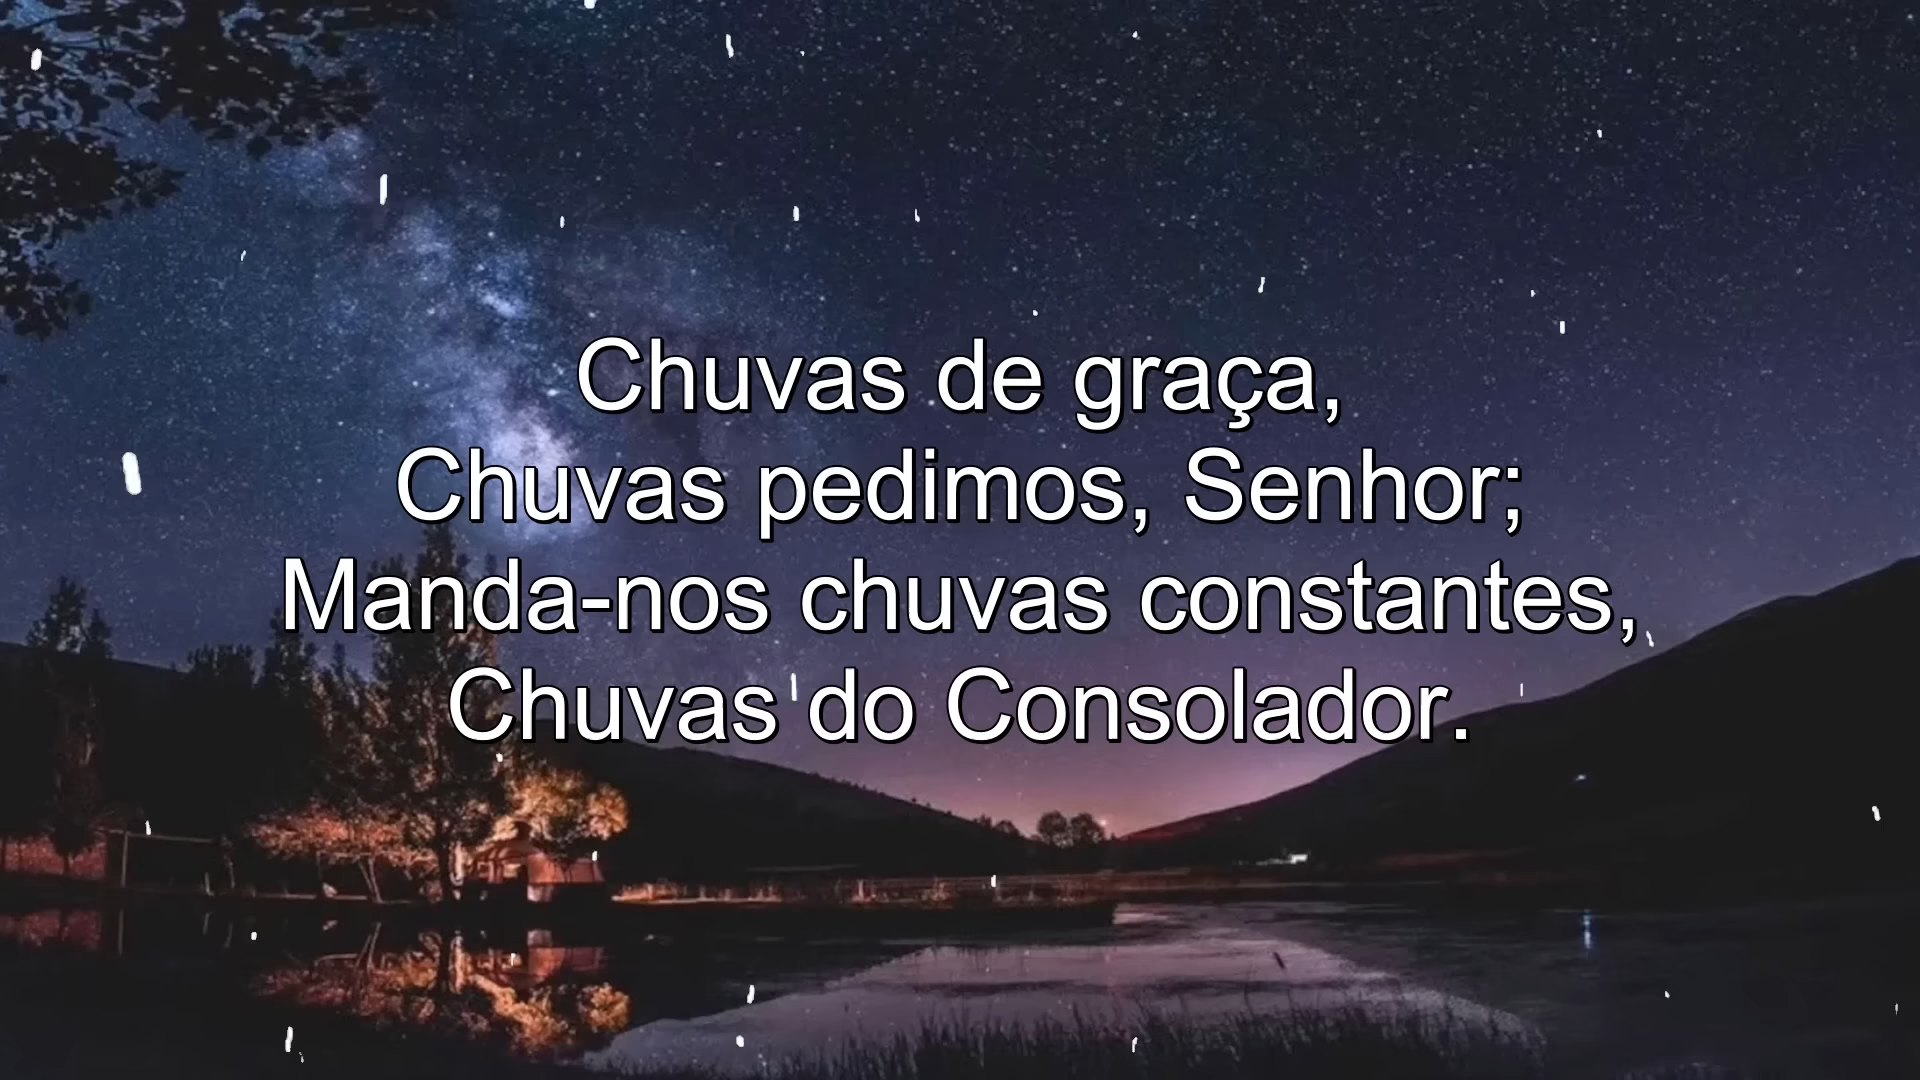 Chuvas de graça,
Chuvas pedimos, Senhor;
Manda-nos chuvas constantes,
Chuvas do Consolador.